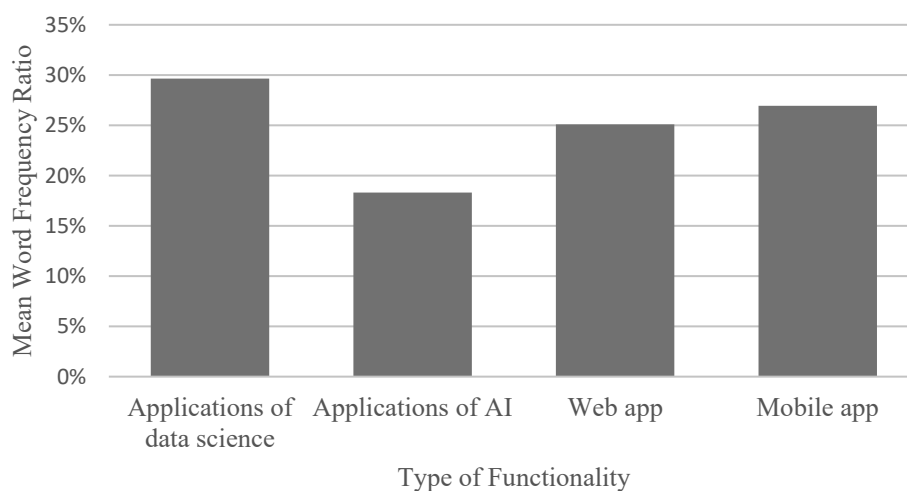 35%
30%
25%
20%
15%
10%
5%
0%
Mean Word Frequency Ratio
Applications of
data science
Applications of AI
Web app
Mobile app
Type of Functionality